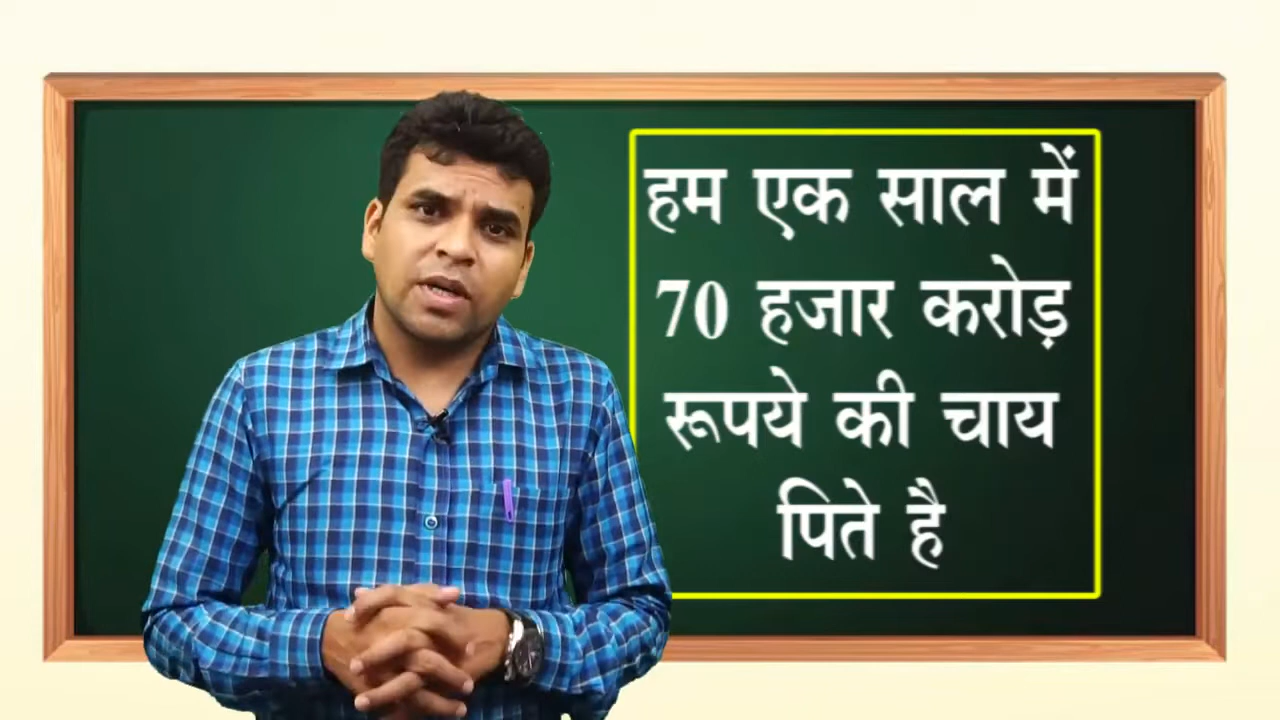 हम एक साल में
70 हजार करोड़
रूपये की चाय
पिते है